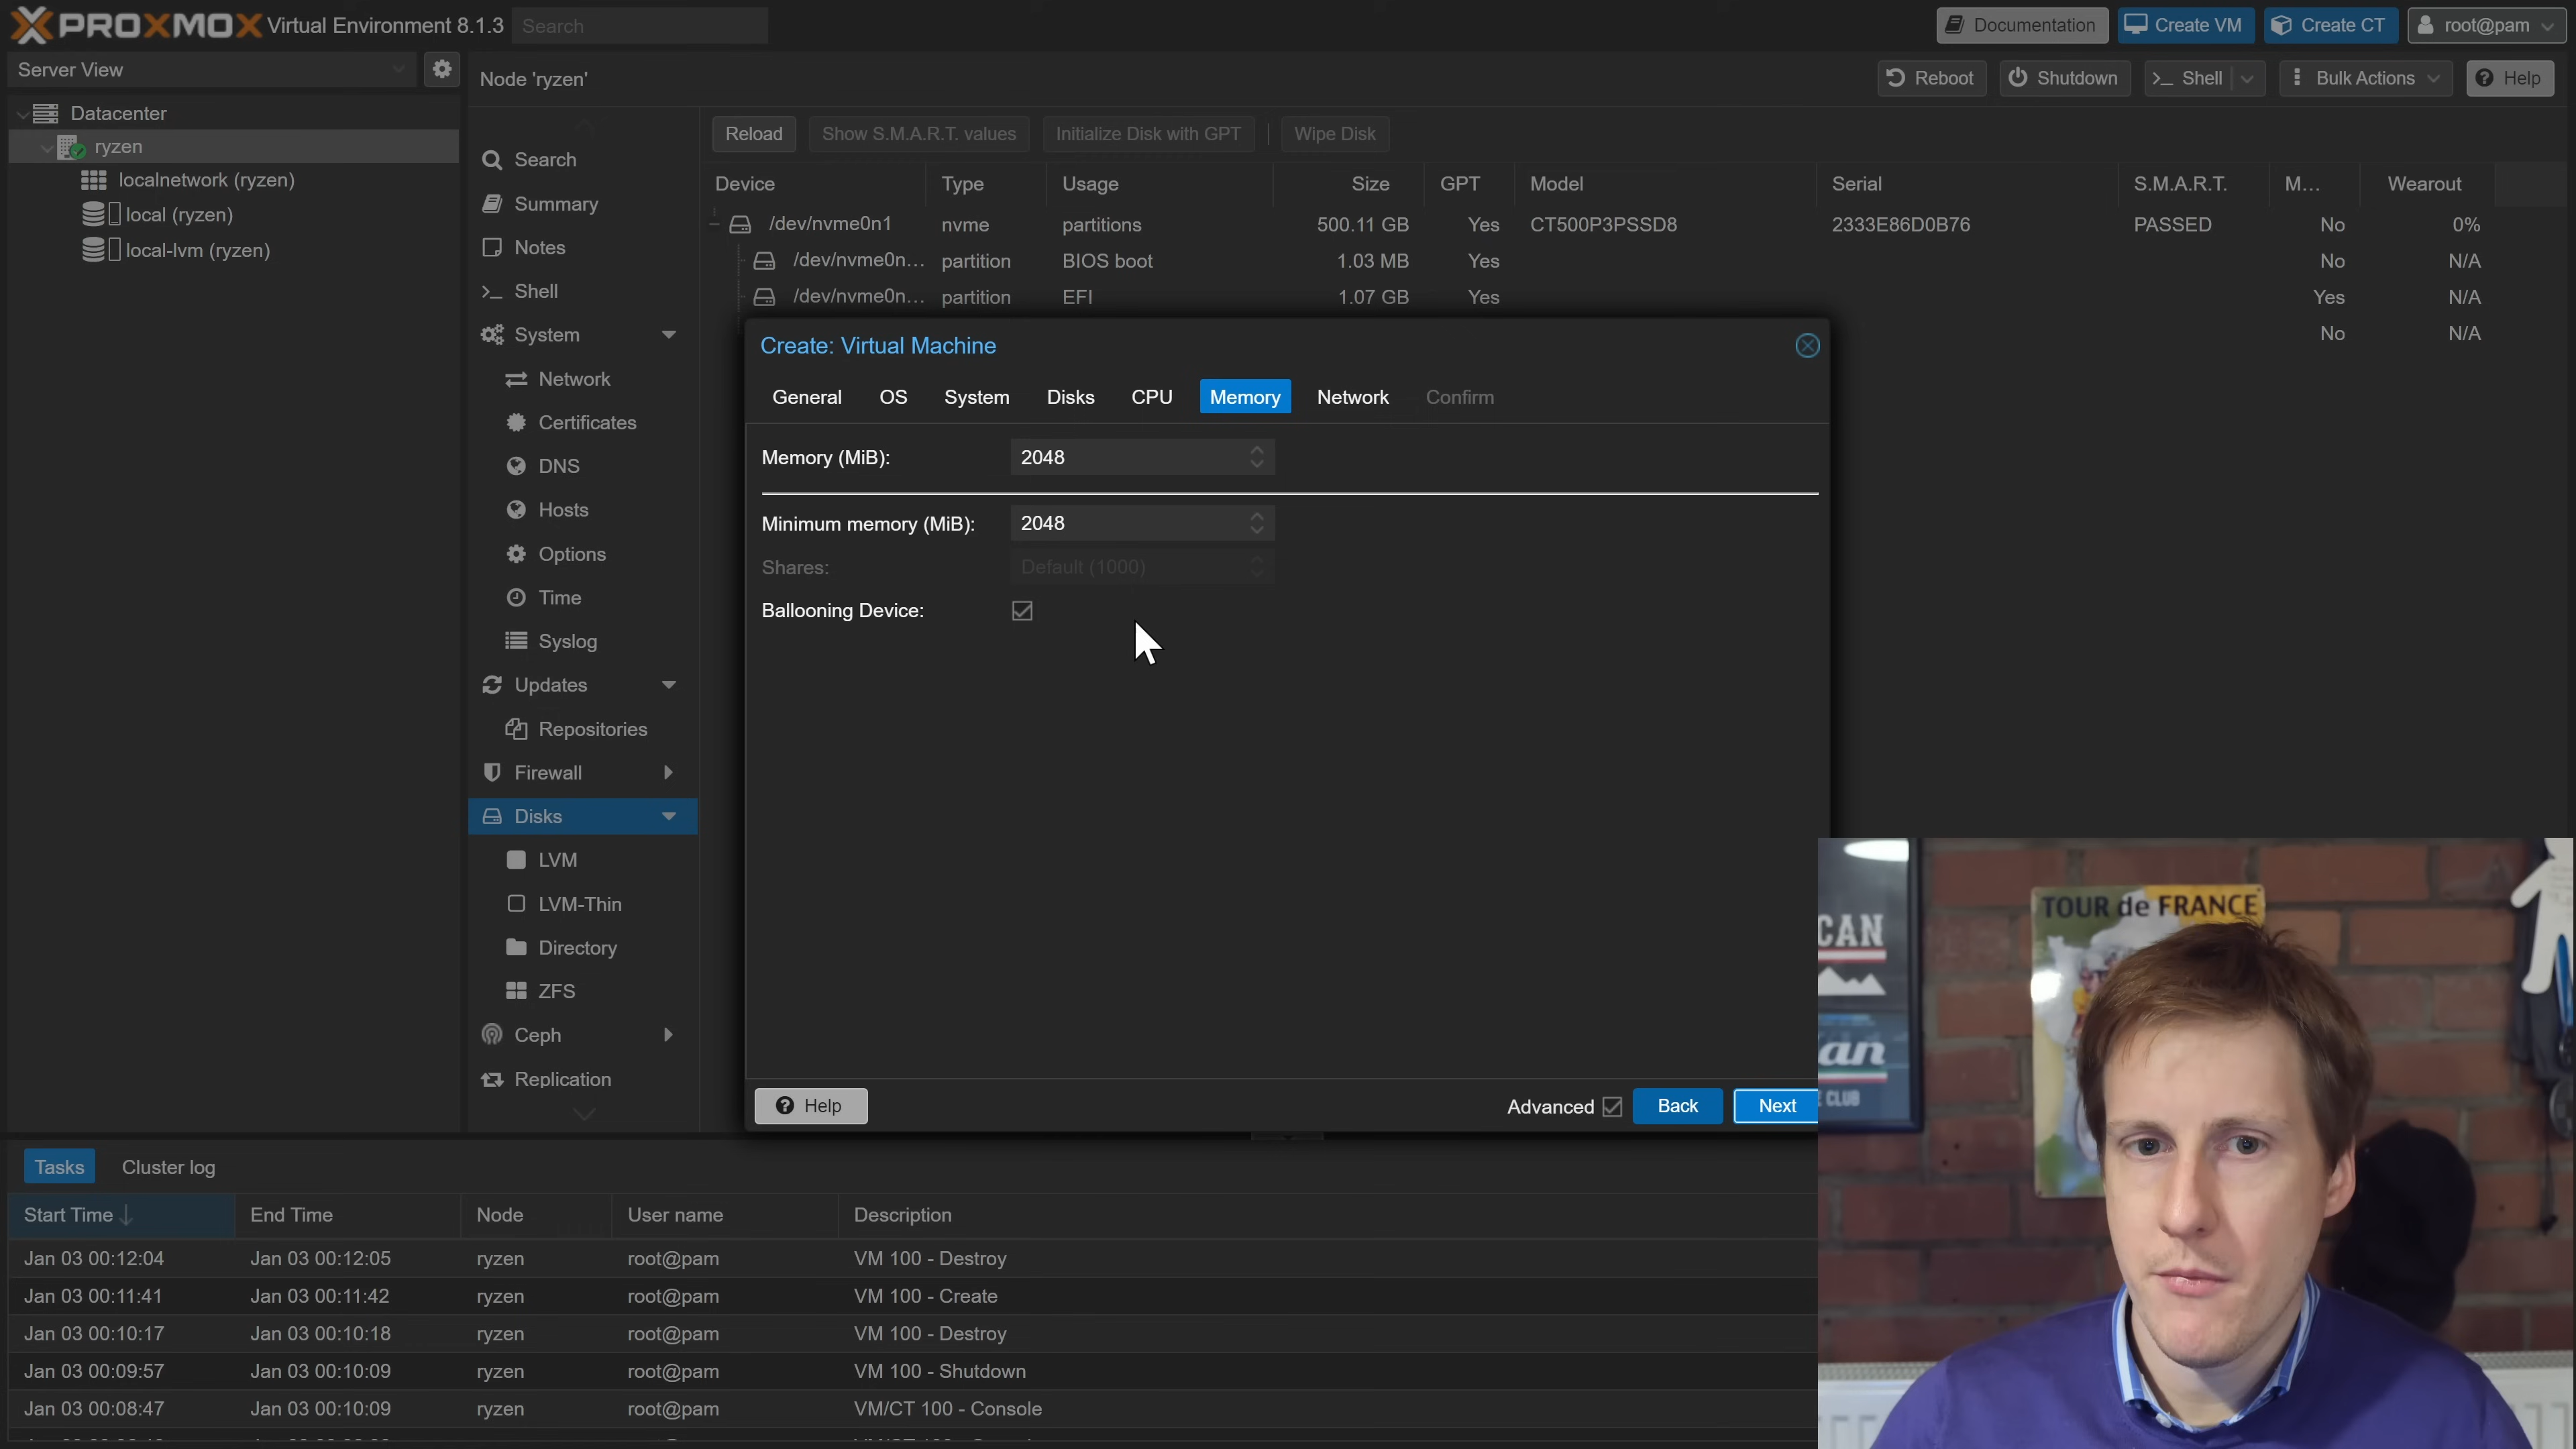 PROXMOX Virtual Environment 8.1.3 Search Documentation Create VM Create CT root@pam
Server View
Node 'ryzen' Reboot Shutdown Shell Bulk Actions Help
Datacenter
ryzen
localnetwork (ryzen)
local (ryzen)
local-lvm (ryzen)
Search
Summary
Notes
Shell
System
Network
Certificates
DNS
Hosts
Options
Time
Syslog
Updates
Repositories
Firewall
Disks
LVM
LVM-Thin
Directory
ZFS
Ceph
Replication
Reload Show S.M.A.R.T. values Initialize Disk with GPT Wipe Disk
Device Type Usage Size GPT Model Serial S.M.A.R.T. M... Wearout
/dev/nvme0n1 nvme partitions 500.11 GB Yes CT500P3PSSD8 2333E86D0B76 PASSED No 0%
/dev/nvme0n... partition BIOS boot 1.03 MB Yes No N/A
/dev/nvme0n... partition EFI 1.07 GB Yes Yes N/A
No N/A
Create: Virtual Machine
General OS System Disks CPU Memory Network Confirm
Memory (MiB): 2048
Minimum memory (MiB): 2048
Shares: Default (1000)
Ballooning Device:
Help Advanced Back Next
Tasks Cluster log
Start Time End Time Node User name Description
Jan 03 00:12:04 Jan 03 00:12:05 ryzen root@pam VM 100 - Destroy
Jan 03 00:11:41 Jan 03 00:11:42 ryzen root@pam VM 100 - Create
Jan 03 00:10:17 Jan 03 00:10:18 ryzen root@pam VM 100 - Destroy
Jan 03 00:09:57 Jan 03 00:10:09 ryzen root@pam VM 100 - Shutdown
Jan 03 00:08:47 Jan 03 00:10:09 ryzen root@pam VM/CT 100 - Console
TOUR de FRANCE
CAN
an
CLUB